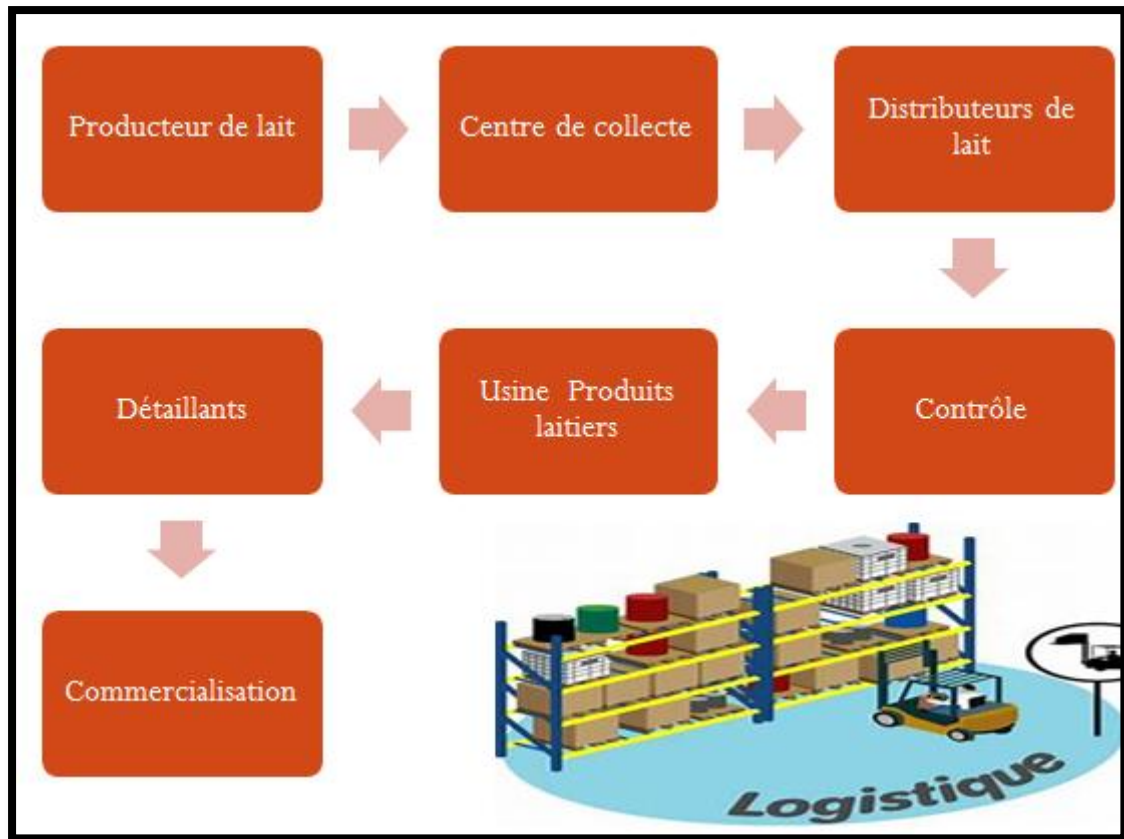 Producteur de lait
Centre de collecte
Distributeurs de
lait
Contrôle
Usine Produits
laitiers
Détaillants
Commercialisation
Logistique